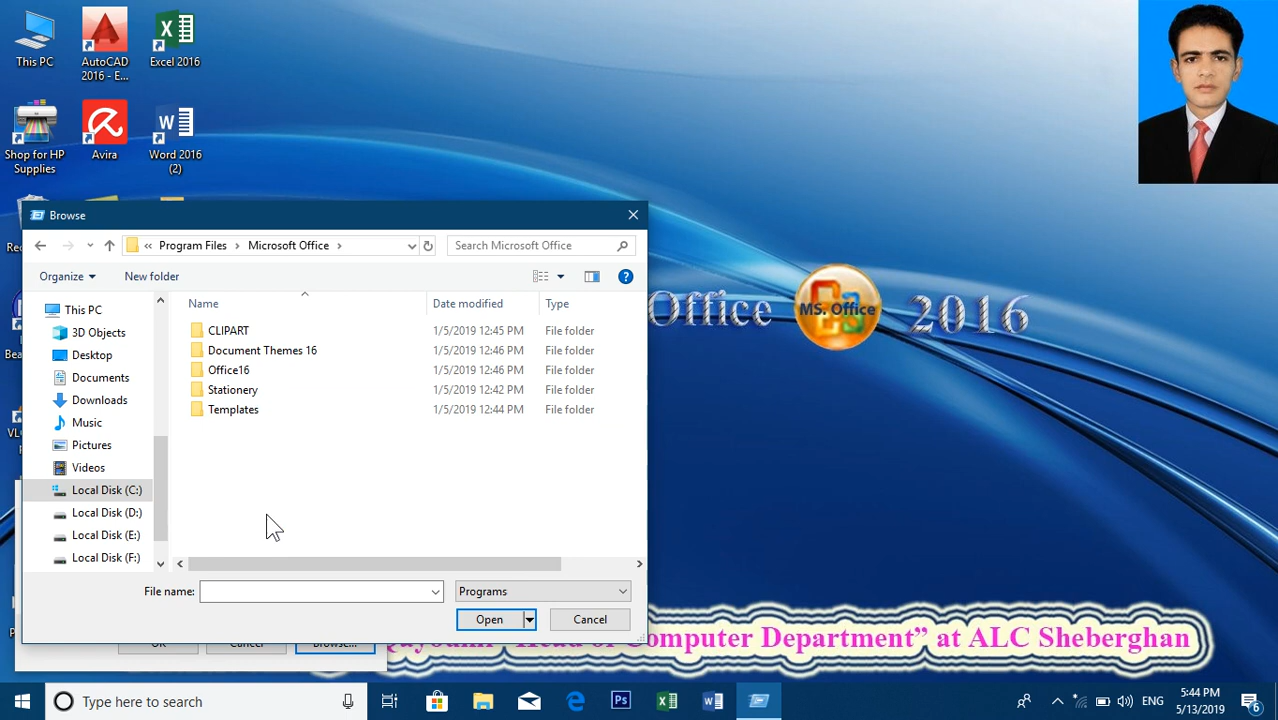 This PC
AutoCAD
2016 - E...
Excel 2016
Shop for HP
Supplies
Avira
Word 2016
(2)
Browse
Program Files
Microsoft Office
Search Microsoft Office
Organize
New folder
Name
Date modified
Type
This PC
3D Objects
Desktop
Documents
Downloads
Music
Pictures
Videos
Local Disk (C:)
Local Disk (D:)
Local Disk (E:)
Local Disk (F:)
CLIPART 1/5/2019 12:45 PM File folder
Document Themes 16 1/5/2019 12:46 PM File folder
Office16 1/5/2019 12:46 PM File folder
Stationery 1/5/2019 12:42 PM File folder
Templates 1/5/2019 12:44 PM File folder
File name:
Programs
Open
Cancel
Office
MS. Office
2016
Computer Department” at ALC Sheberghan
OK
Cancel
Browse...
Type here to search
Ps
ENG
5:44 PM
5/13/2019
6